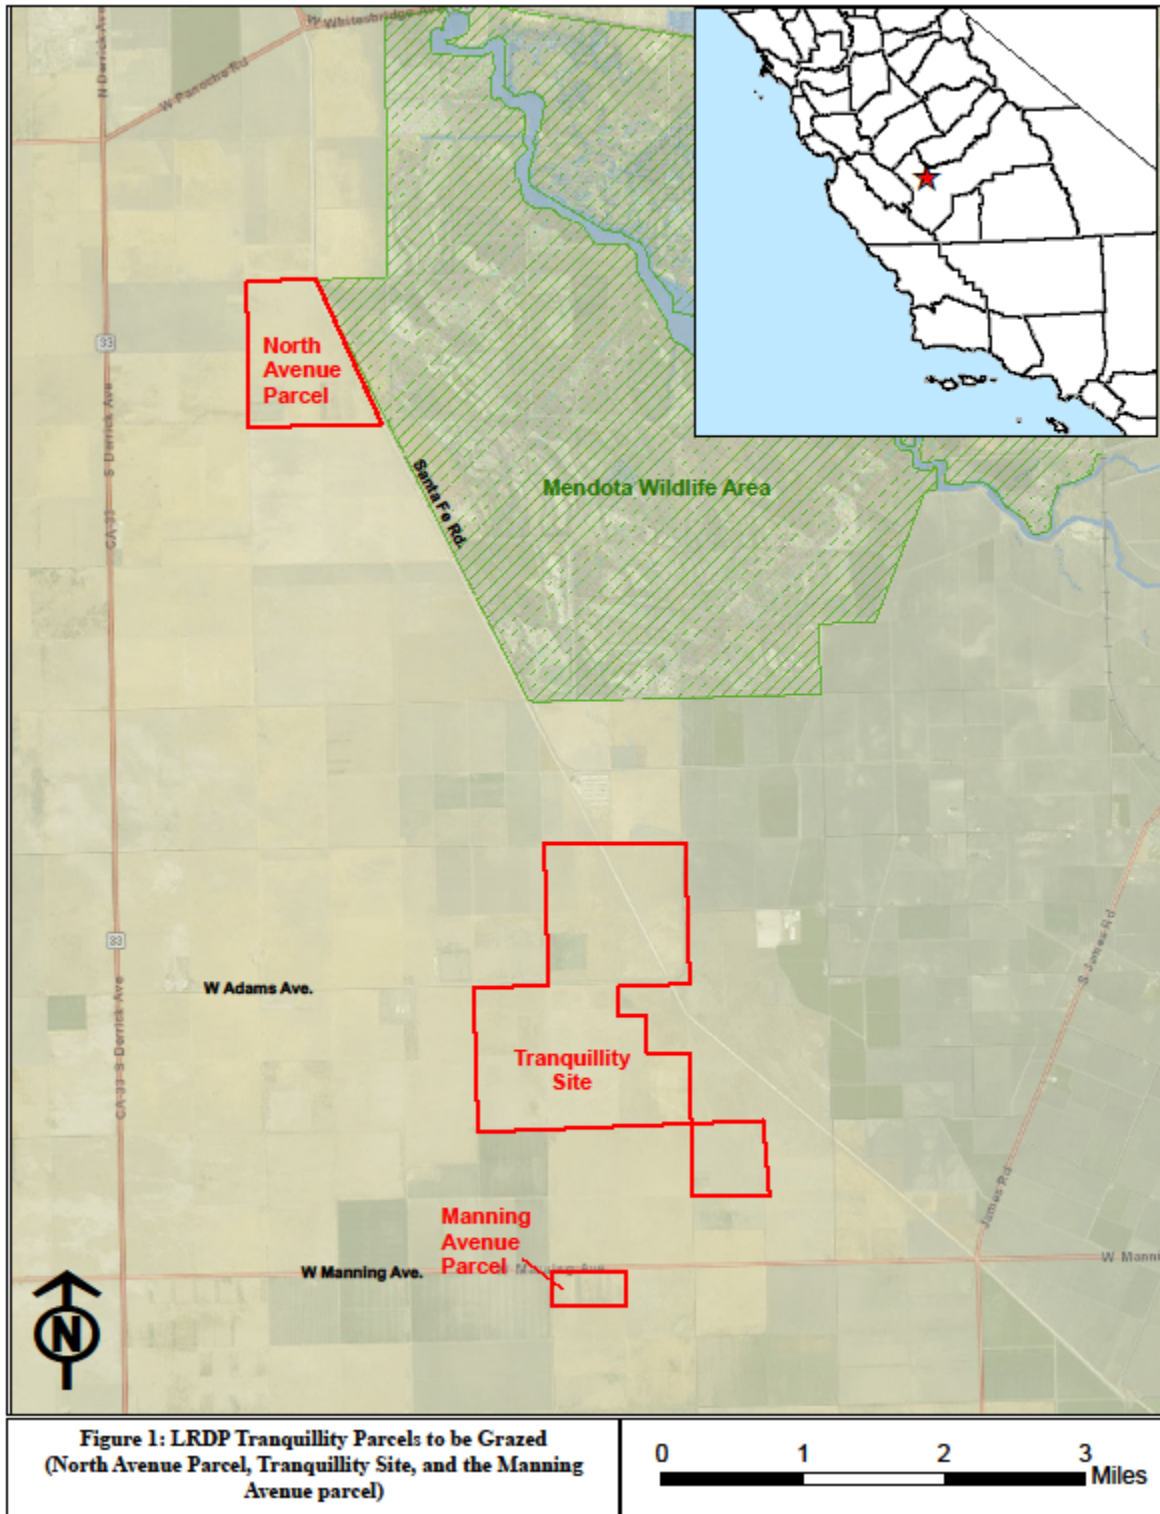 W Whitesbridge Ave
N Derrick Ave
W Panoche Rd
33
North
Avenue
Parcel
S Derrick Ave
CA-33
Santa Fe Rd.
Mendota Wildlife Area
33
W Adams Ave.
CA-33 S Derrick Ave
Tranquillity
Site
S James Rd
James Rd
Manning
Avenue
Parcel
W Manning Ave.
W Manning Ave
W Manni
N
Figure 1: LRDP Tranquillity Parcels to be Grazed
(North Avenue Parcel, Tranquillity Site, and the Manning
Avenue parcel)
0 1 2 3
Miles